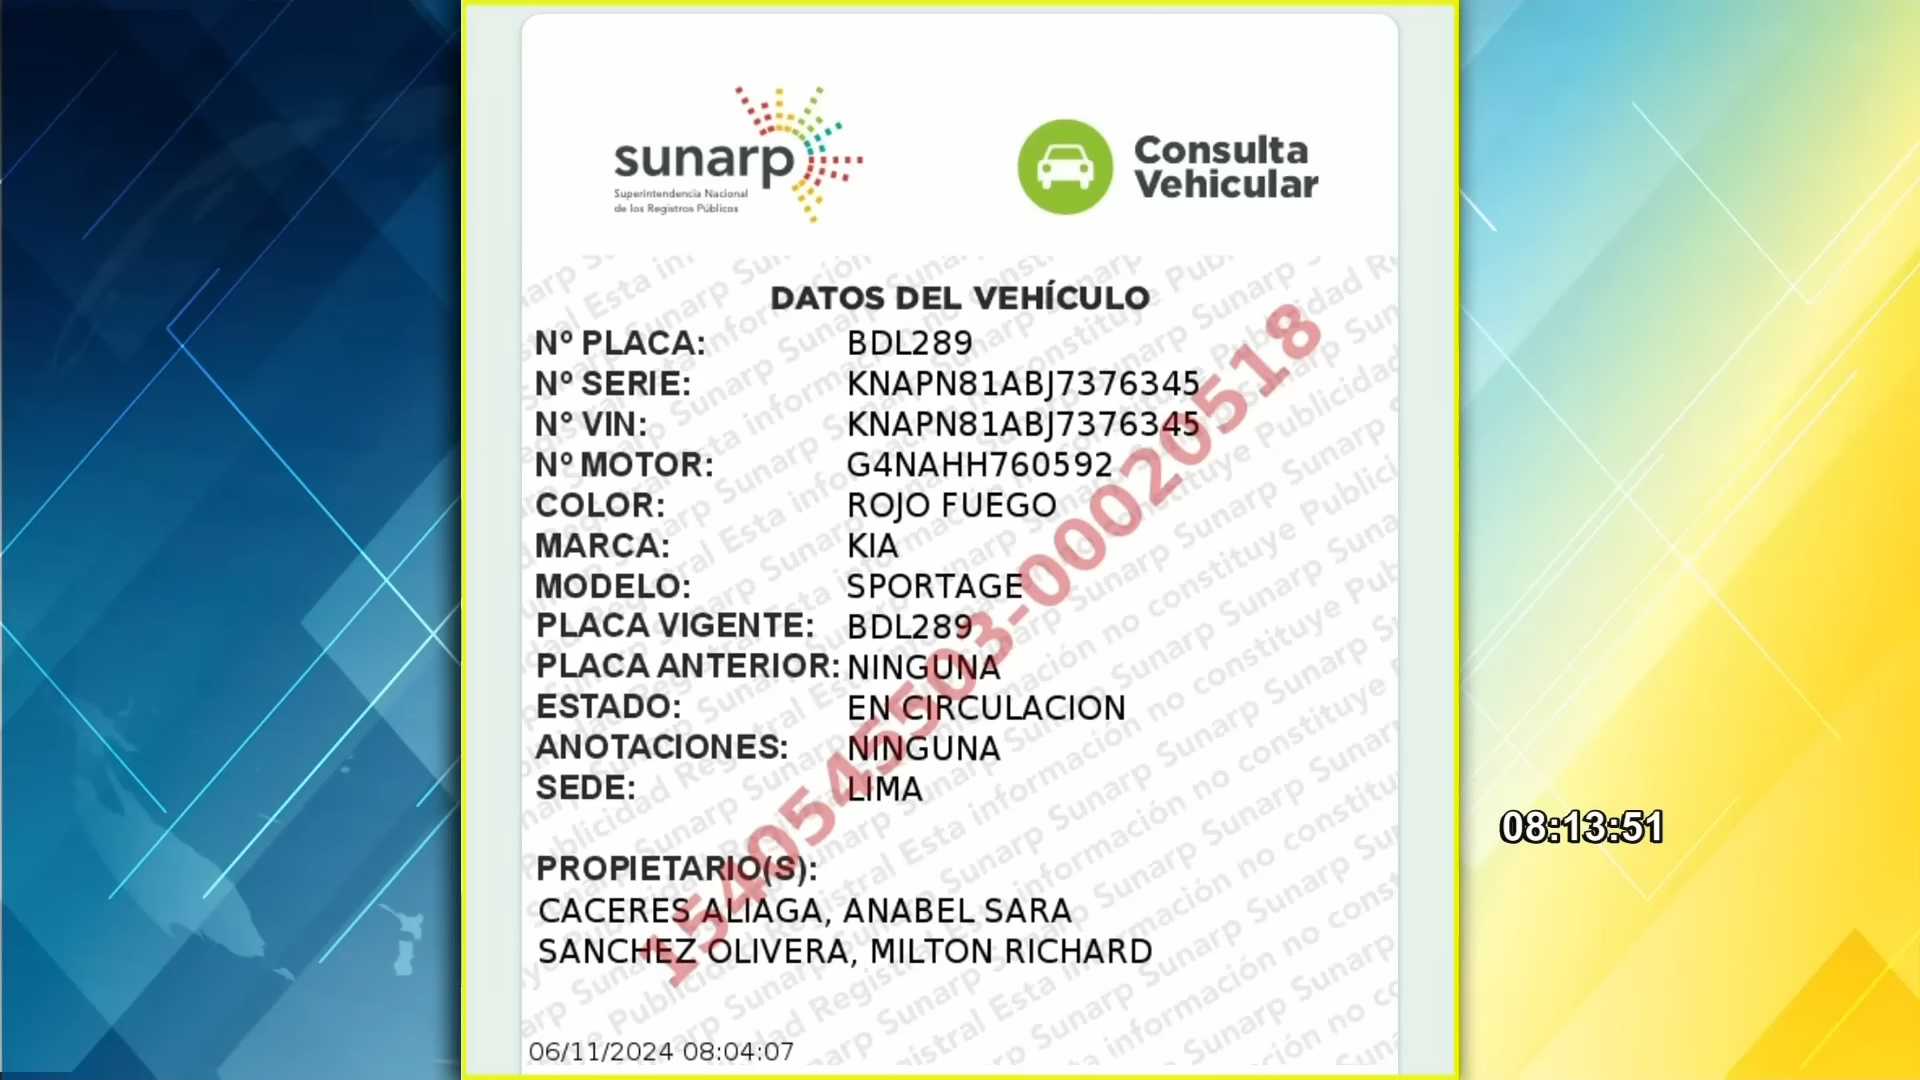 sunarp
Superintendencia Nacional
de los Registros Públicos
Consulta
Vehicular
DATOS DEL VEHÍCULO
Nº PLACA: BDL289
Nº SERIE: KNAPN81ABJ7376345
Nº VIN: KNAPN81ABJ7376345
Nº MOTOR: G4NAHH760592
COLOR: ROJO FUEGO
MARCA: KIA
MODELO: SPORTAGE
PLACA VIGENTE: BDL289
PLACA ANTERIOR: NINGUNA
ESTADO: EN CIRCULACION
ANOTACIONES: NINGUNA
SEDE: LIMA
PROPIETARIO(S):
CACERES ALIAGA, ANABEL SARA
SANCHEZ OLIVERA, MILTON RICHARD
06/11/2024 08:04:07
08:13:51